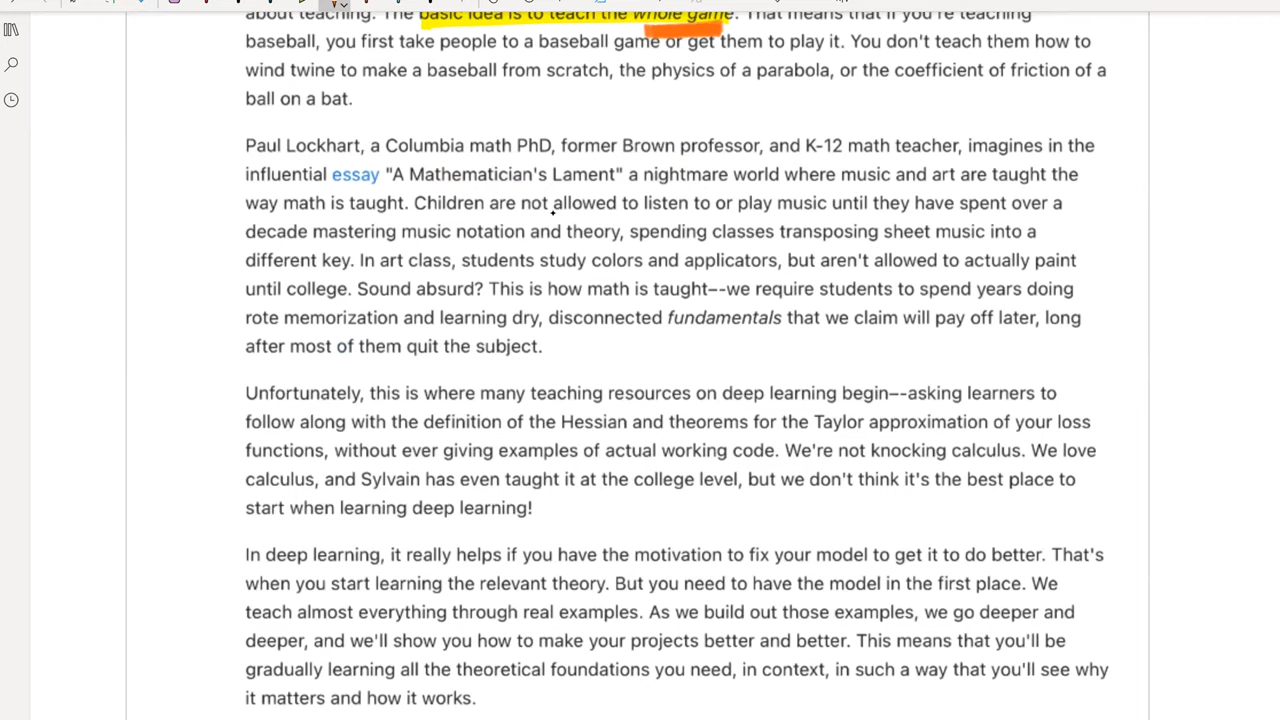 about teaching. The basic idea is to teach the whole game. That means that if you're teaching
baseball, you first take people to a baseball game or get them to play it. You don't teach them how to
wind twine to make a baseball from scratch, the physics of a parabola, or the coefficient of friction of a
ball on a bat.
Paul Lockhart, a Columbia math PhD, former Brown professor, and K-12 math teacher, imagines in the
influential essay "A Mathematician's Lament" a nightmare world where music and art are taught the
way math is taught. Children are not allowed to listen to or play music until they have spent over a
decade mastering music notation and theory, spending classes transposing sheet music into a
different key. In art class, students study colors and applicators, but aren't allowed to actually paint
until college. Sound absurd? This is how math is taught––we require students to spend years doing
rote memorization and learning dry, disconnected fundamentals that we claim will pay off later, long
after most of them quit the subject.
Unfortunately, this is where many teaching resources on deep learning begin––asking learners to
follow along with the definition of the Hessian and theorems for the Taylor approximation of your loss
functions, without ever giving examples of actual working code. We're not knocking calculus. We love
calculus, and Sylvain has even taught it at the college level, but we don't think it's the best place to
start when learning deep learning!
In deep learning, it really helps if you have the motivation to fix your model to get it to do better. That's
when you start learning the relevant theory. But you need to have the model in the first place. We
teach almost everything through real examples. As we build out those examples, we go deeper and
deeper, and we'll show you how to make your projects better and better. This means that you'll be
gradually learning all the theoretical foundations you need, in context, in such a way that you'll see why
it matters and how it works.